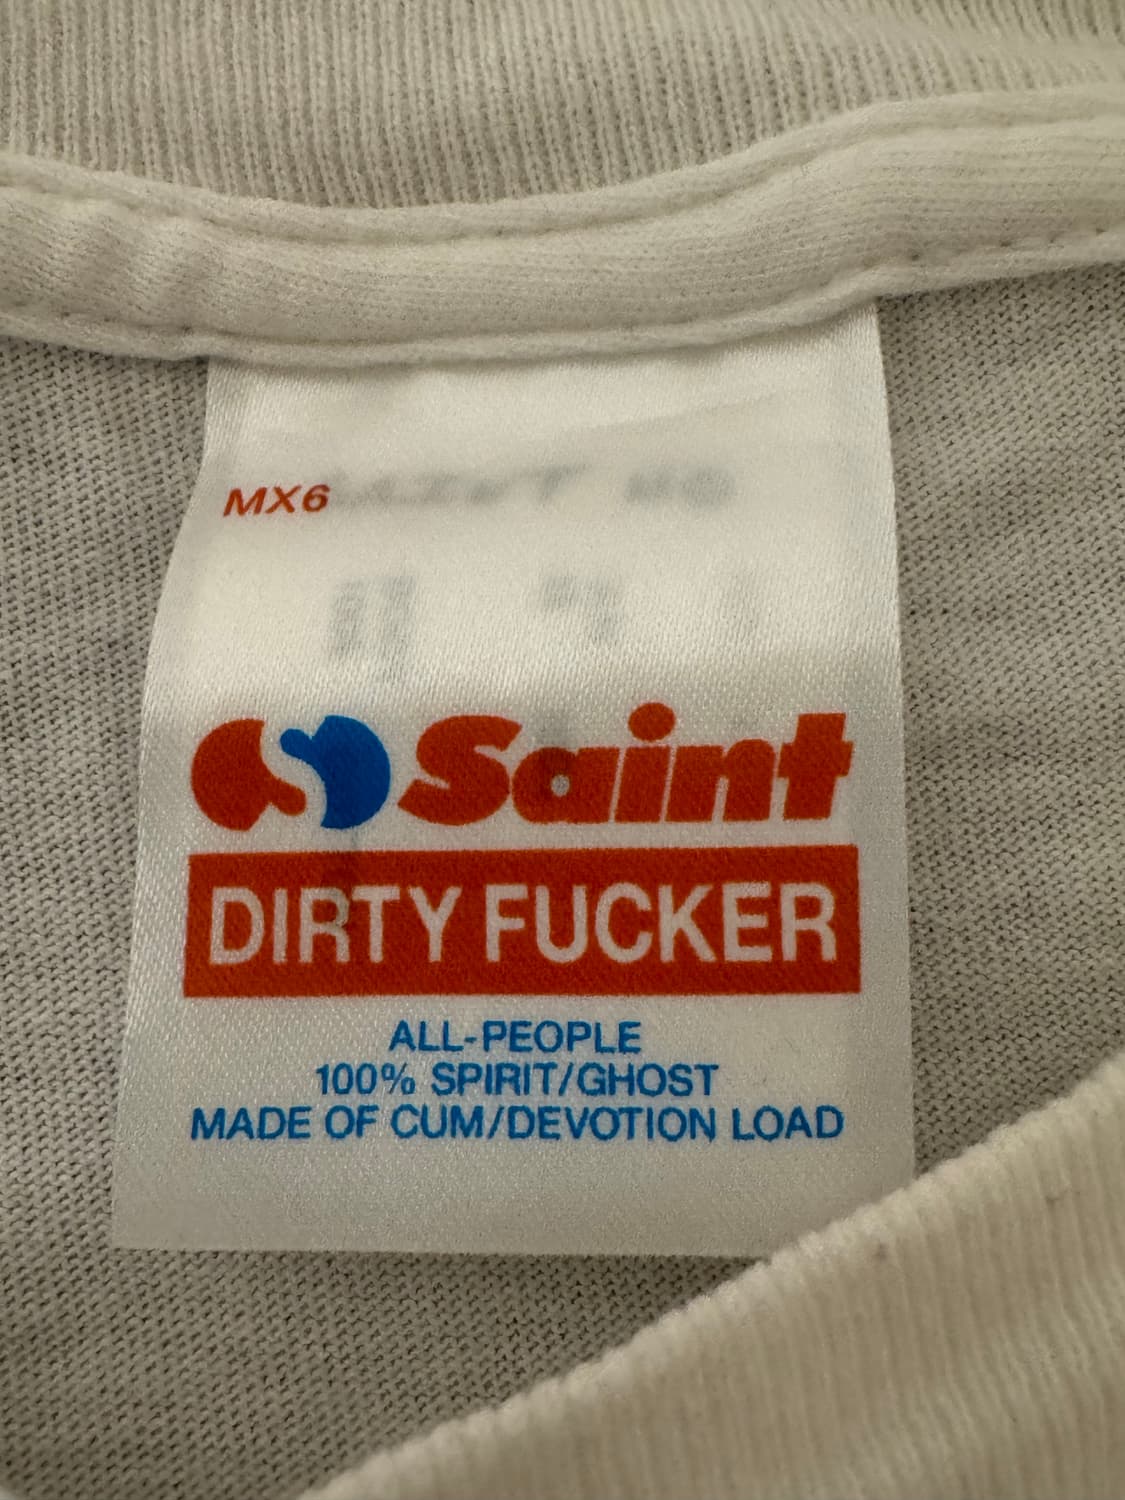 MX6
Saint
DIRTY FUCKER
ALL-PEOPLE
100% SPIRIT/GHOST
MADE OF CUM/DEVOTION LOAD